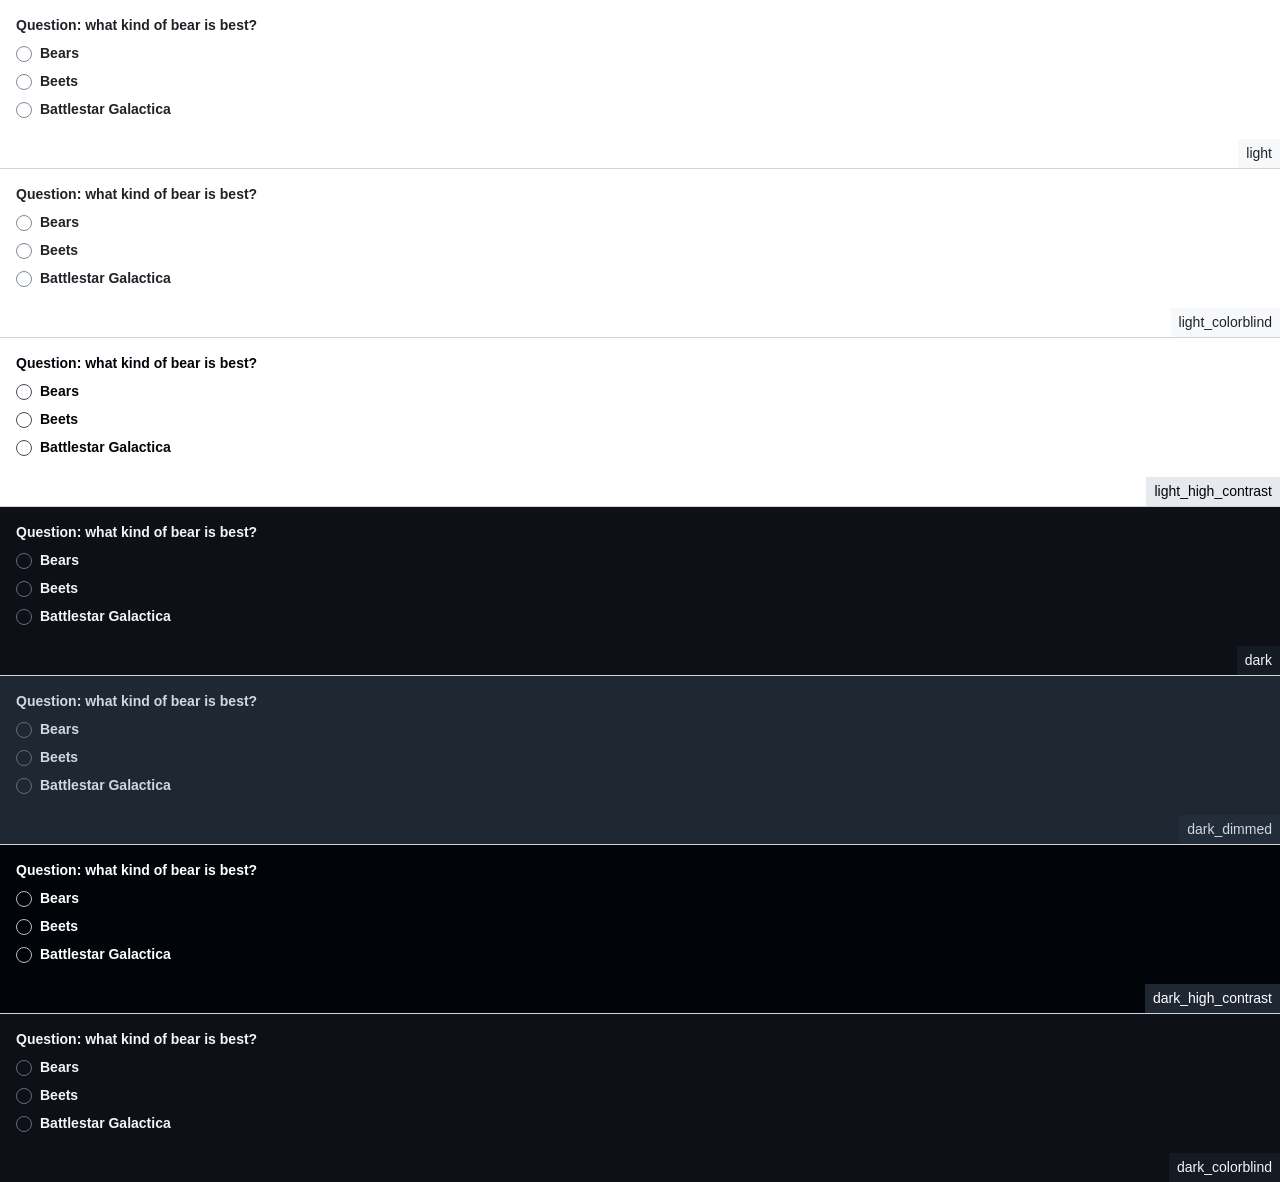 Question: what kind of bear is best?
Bears
Beets
Battlestar Galactica
light
Question: what kind of bear is best?
Bears
Beets
Battlestar Galactica
light_colorblind
Question: what kind of bear is best?
Bears
Beets
Battlestar Galactica
light_high_contrast
Question: what kind of bear is best?
Bears
Beets
Battlestar Galactica
dark
Question: what kind of bear is best?
Bears
Beets
Battlestar Galactica
dark_dimmed
Question: what kind of bear is best?
Bears
Beets
Battlestar Galactica
dark_high_contrast
Question: what kind of bear is best?
Bears
Beets
Battlestar Galactica
dark_colorblind